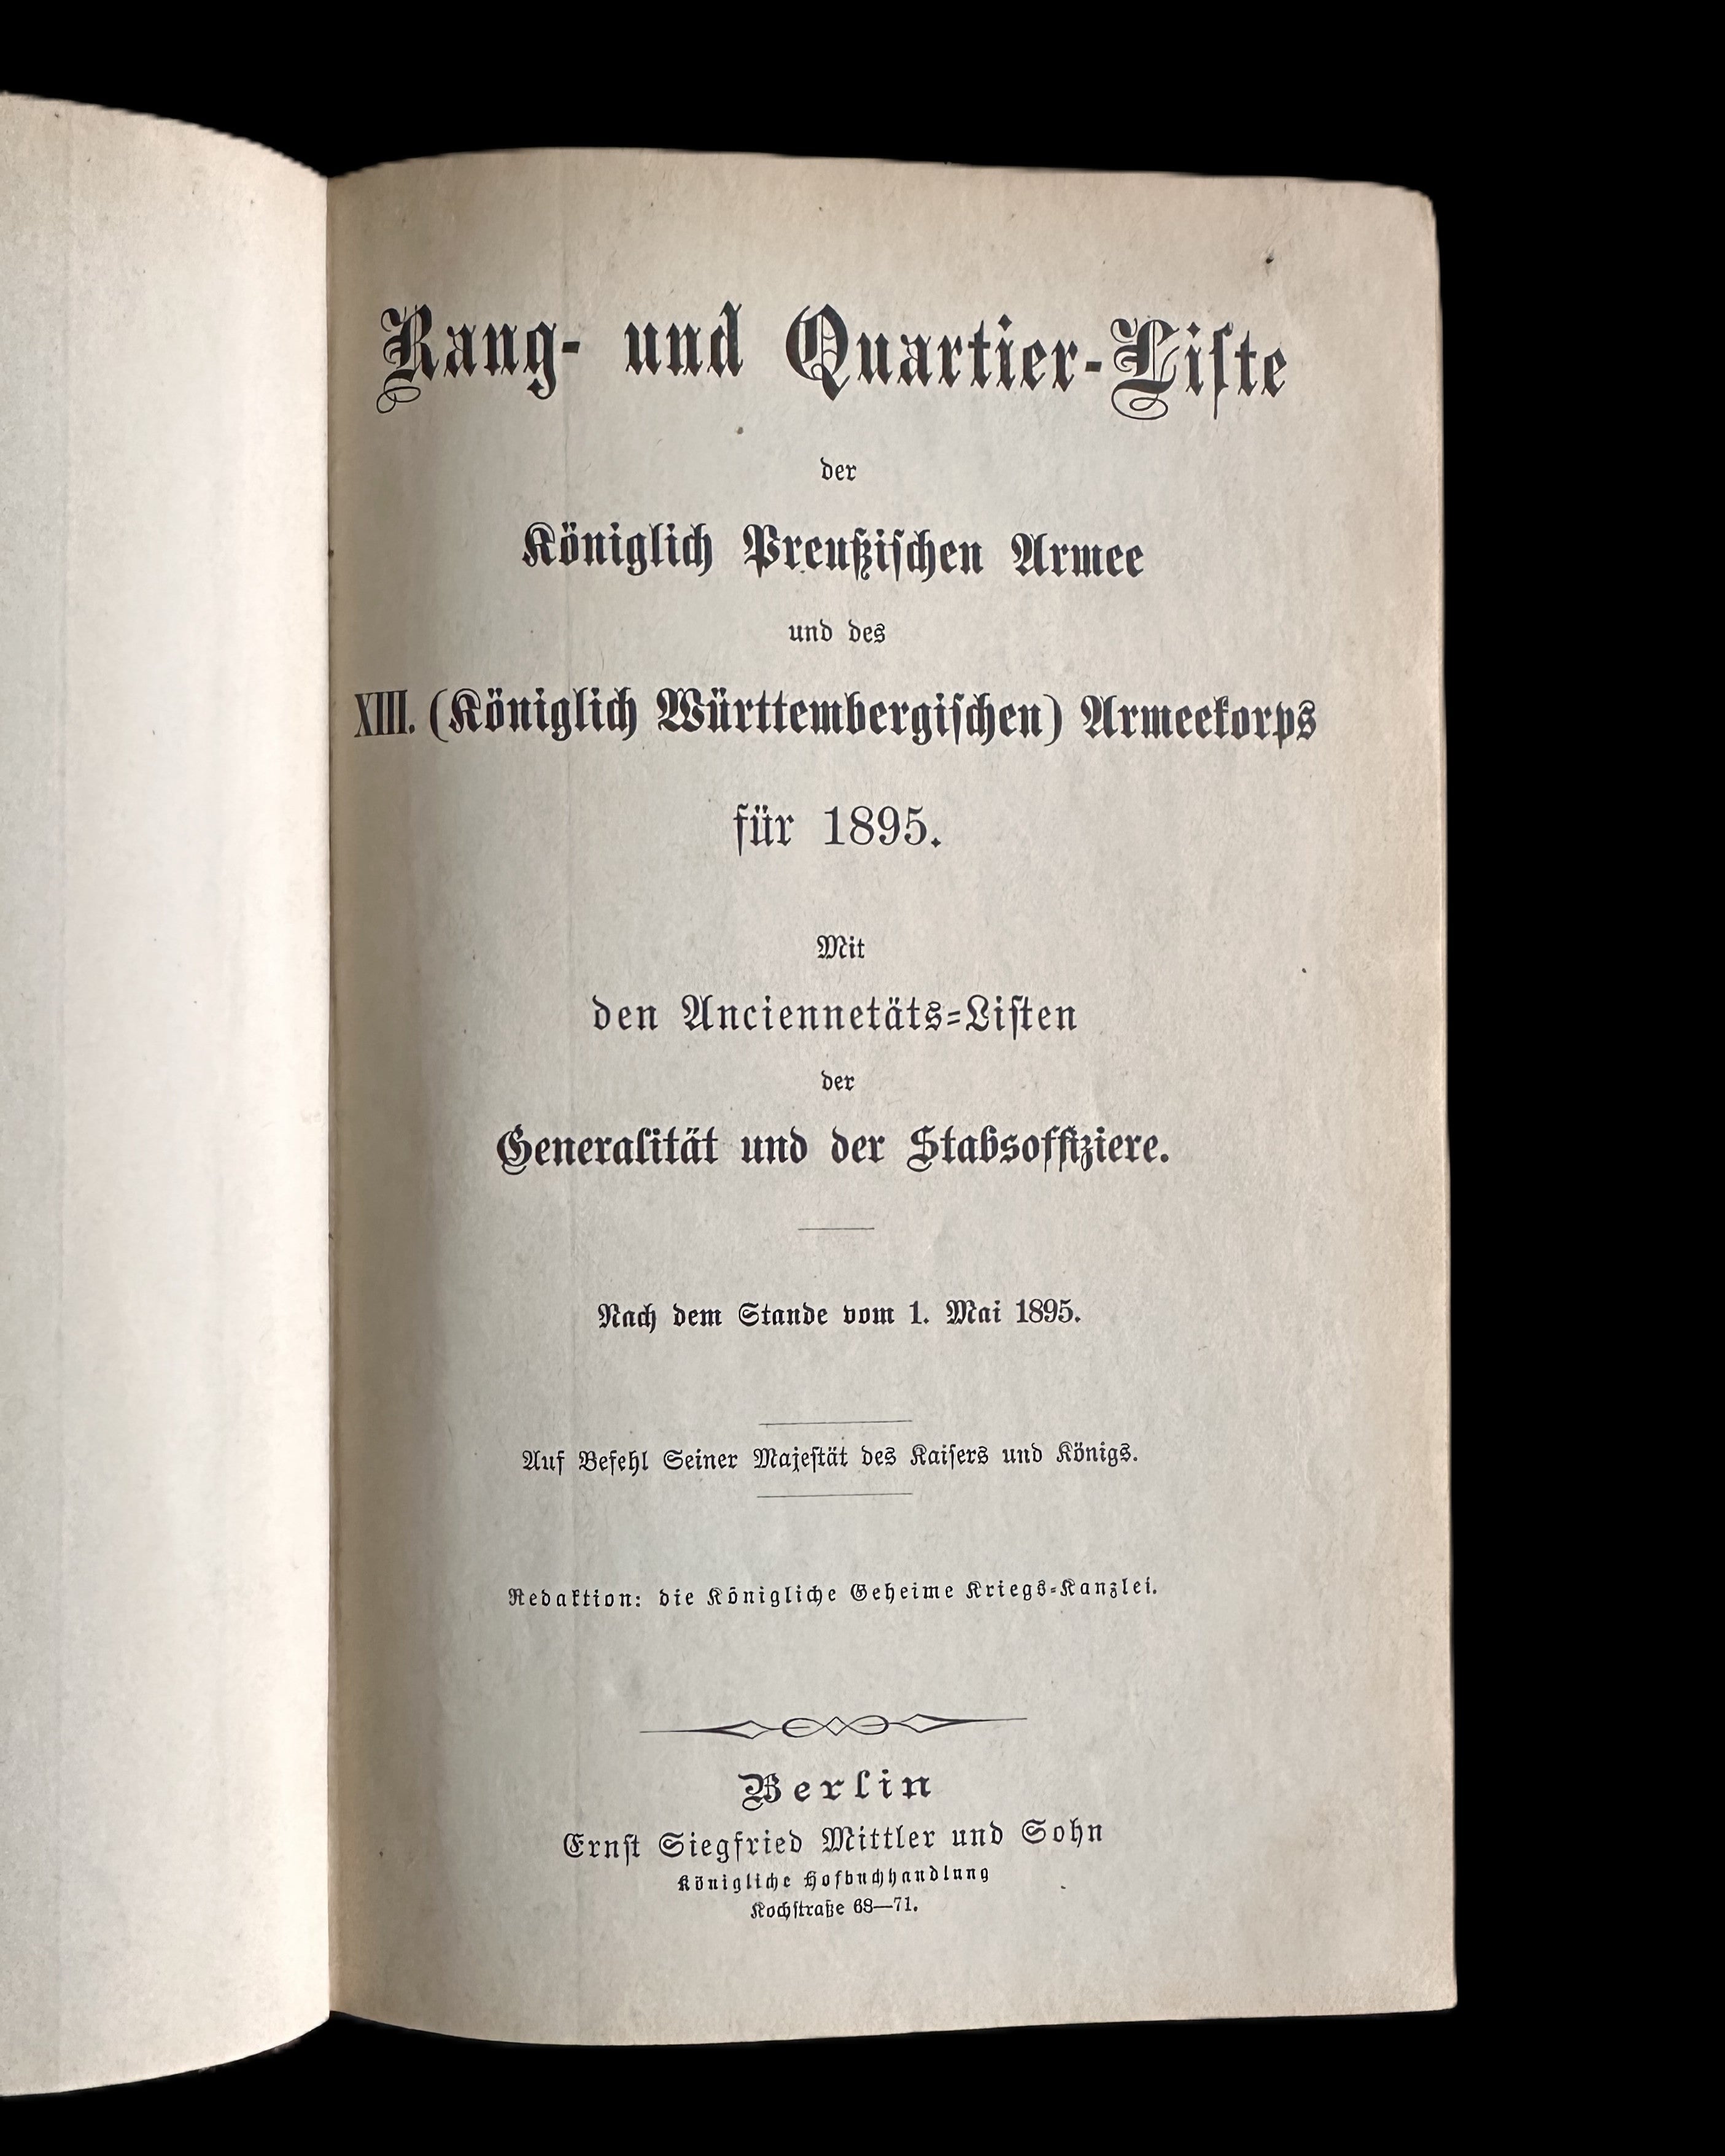 Rang- und Quartier-Liſte
der
Königlich Preußiſchen Armee
und des
XIII. (Königlich Württembergiſchen) Armeekorps
für 1895.
Mit
den Anciennetäts-Liſten
der
Generalität und der Stabsoffiziere.
Nach dem Stande vom 1. Mai 1895.
Auf Befehl Seiner Majeſtät des Kaiſers und Königs.
Redaktion: die Königliche Geheime Kriegs-Kanzlei.
Berlin
Ernſt Siegfried Mittler und Sohn
Königliche Hofbuchhandlung
Kochſtraße 68—71.